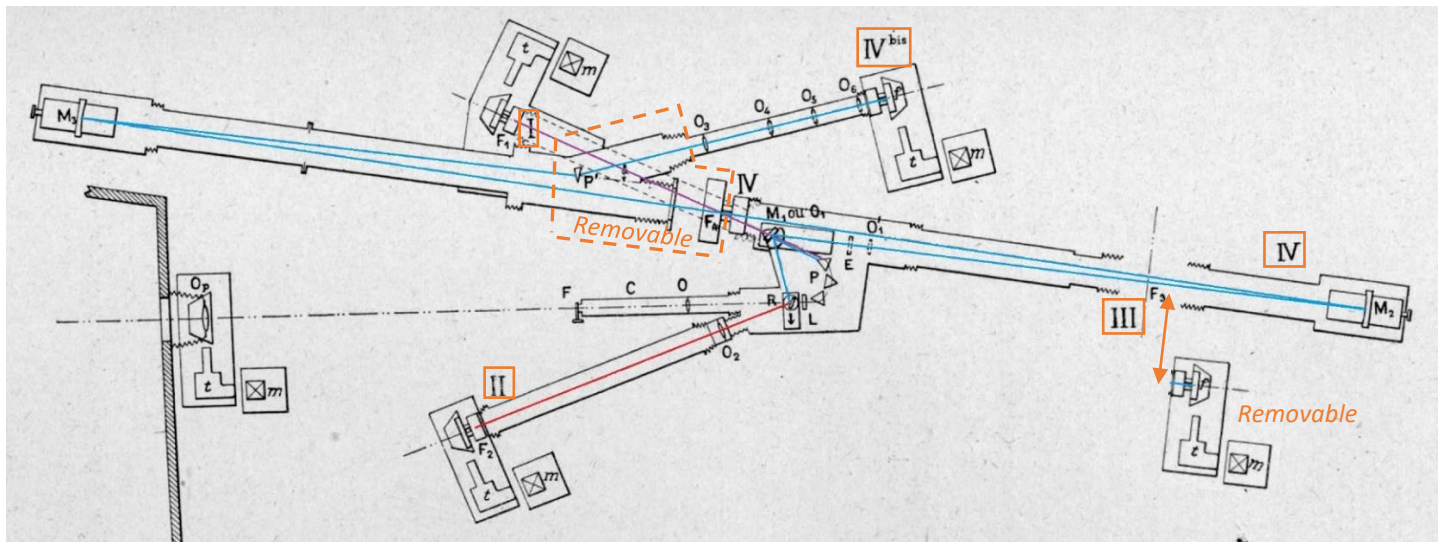 t
m
IV bis
M₃
I
F₁
O₃
O₄
O₅
O₆
t
m
P'
IV
F₄
Removable
M₁ ou O₁
O'₁
E
P
IV
F₃
M₂
III
Oₚ
F
C
O
R
L
t
m
O₂
II
F₂
t
m
Removable
t
m